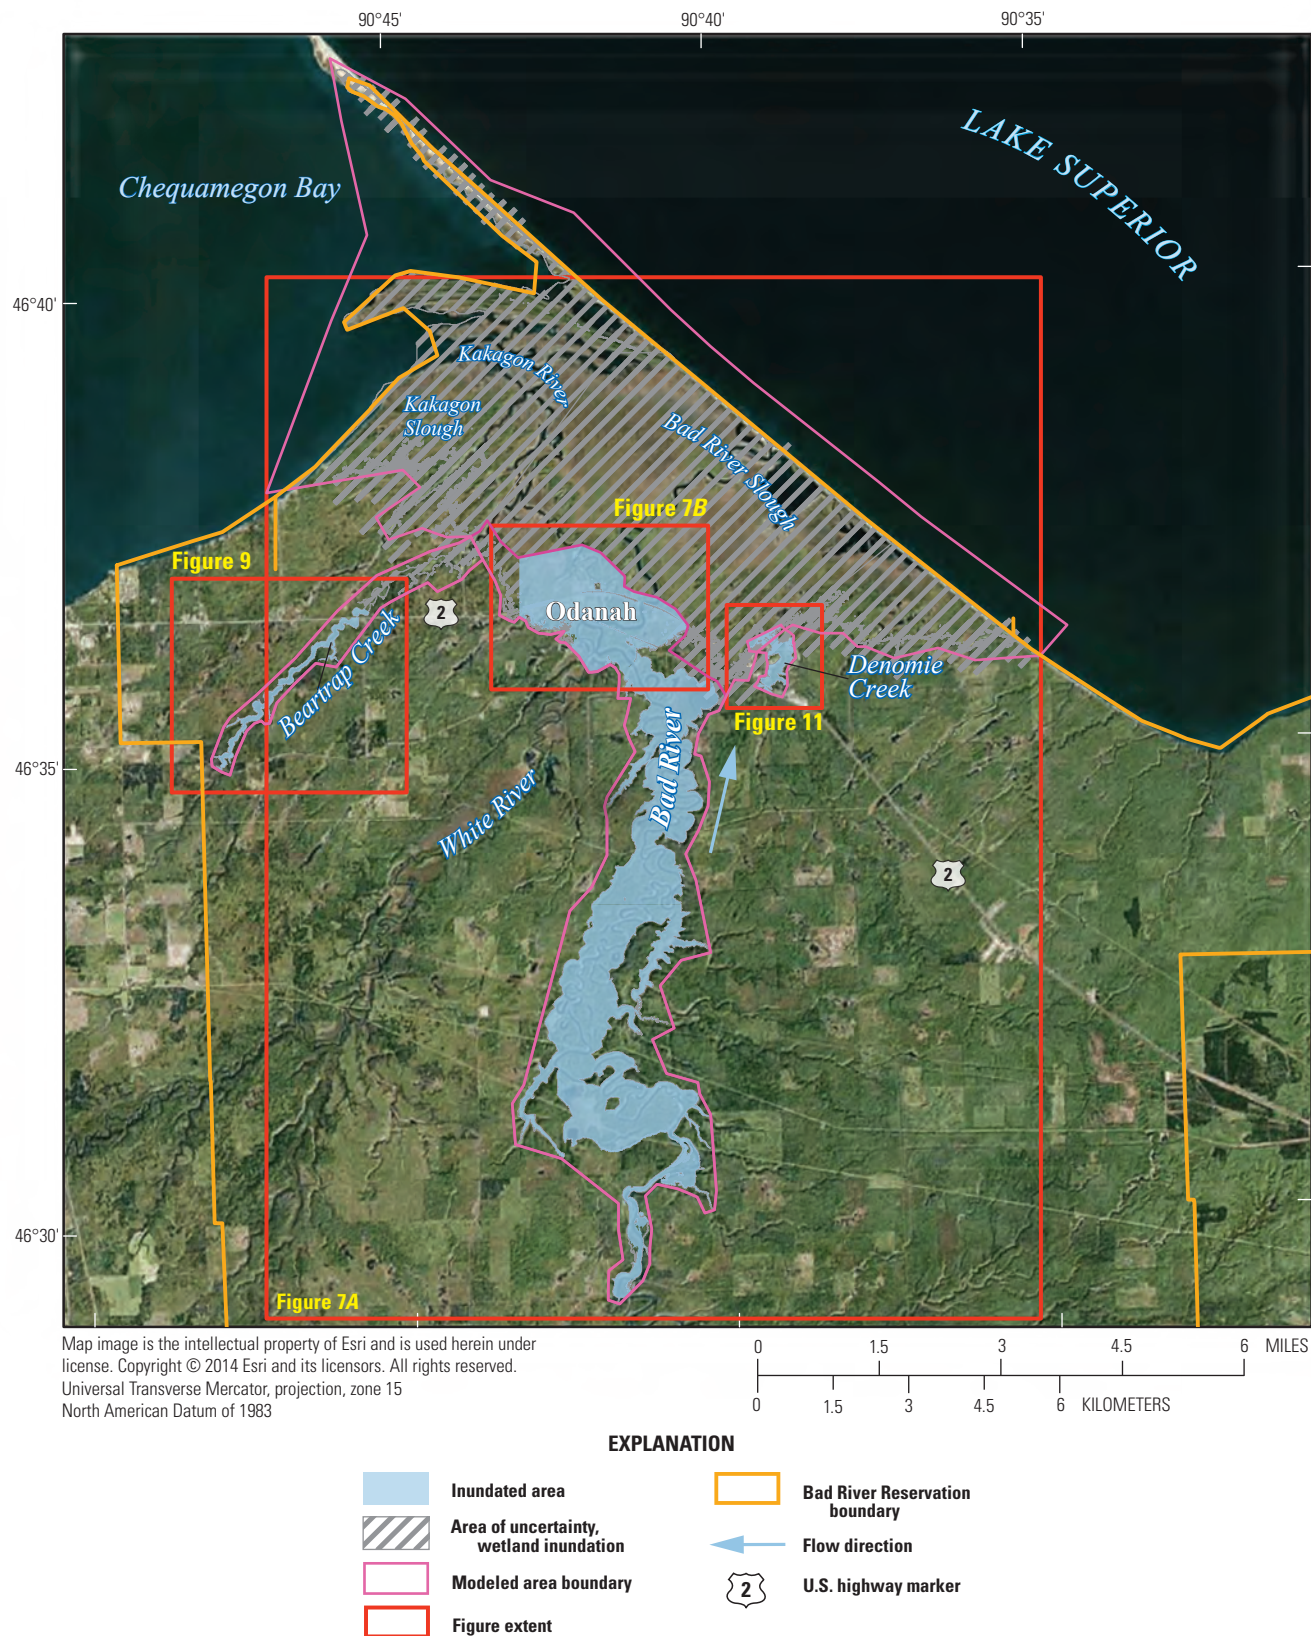 90°45'
90°40'
90°35'
LAKE SUPERIOR
Chequamegon Bay
46°40'
Kakagon River
Kakagon
Slough
Bad River Slough
Figure 7B
Figure 9
2
Odanah
Beartrap Creek
Denomie
Creek
Figure 11
Bad River
46°35'
White River
2
46°30'
Figure 7A
Map image is the intellectual property of Esri and is used herein under
license. Copyright © 2014 Esri and its licensors. All rights reserved.
Universal Transverse Mercator, projection, zone 15
North American Datum of 1983
0 1.5 3 4.5 6 MILES
0 1.5 3 4.5 6 KILOMETERS
EXPLANATION
Inundated area
Area of uncertainty,
wetland inundation
Modeled area boundary
Figure extent
Bad River Reservation
boundary
Flow direction
2 U.S. highway marker